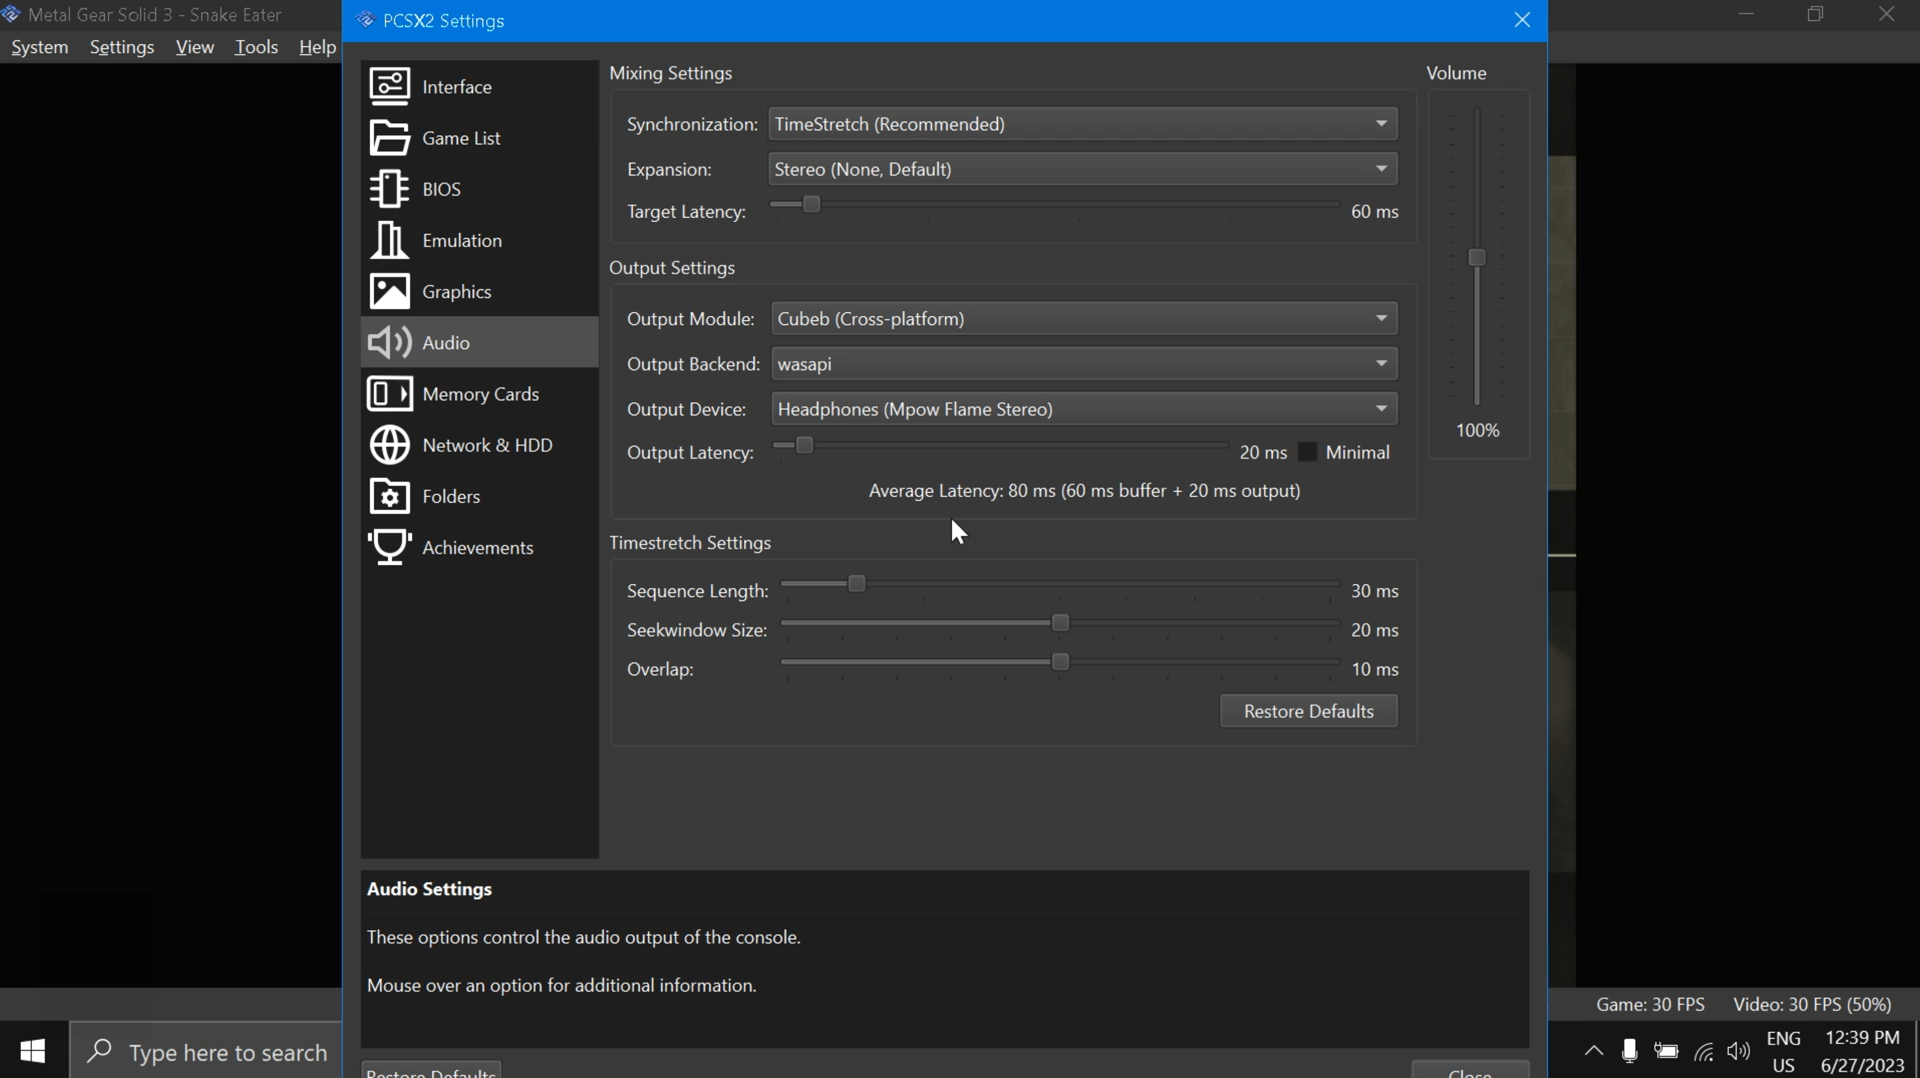 Metal Gear Solid 3 - Snake Eater
System Settings View Tools Help
PCSX2 Settings
Interface
Game List
BIOS
Emulation
Graphics
Audio
Memory Cards
Network & HDD
Folders
Achievements
Mixing Settings
Synchronization: TimeStretch (Recommended)
Expansion: Stereo (None, Default)
Target Latency: 60 ms
Output Settings
Output Module: Cubeb (Cross-platform)
Output Backend: wasapi
Output Device: Headphones (Mpow Flame Stereo)
Output Latency: 20 ms Minimal
Average Latency: 80 ms (60 ms buffer + 20 ms output)
Timestretch Settings
Sequence Length: 30 ms
Seekwindow Size: 20 ms
Overlap: 10 ms
Restore Defaults
Volume
100%
Audio Settings
These options control the audio output of the console.
Mouse over an option for additional information.
Restore Defaults Close
Game: 30 FPS Video: 30 FPS (50%)
Type here to search
ENG
US
12:39 PM
6/27/2023